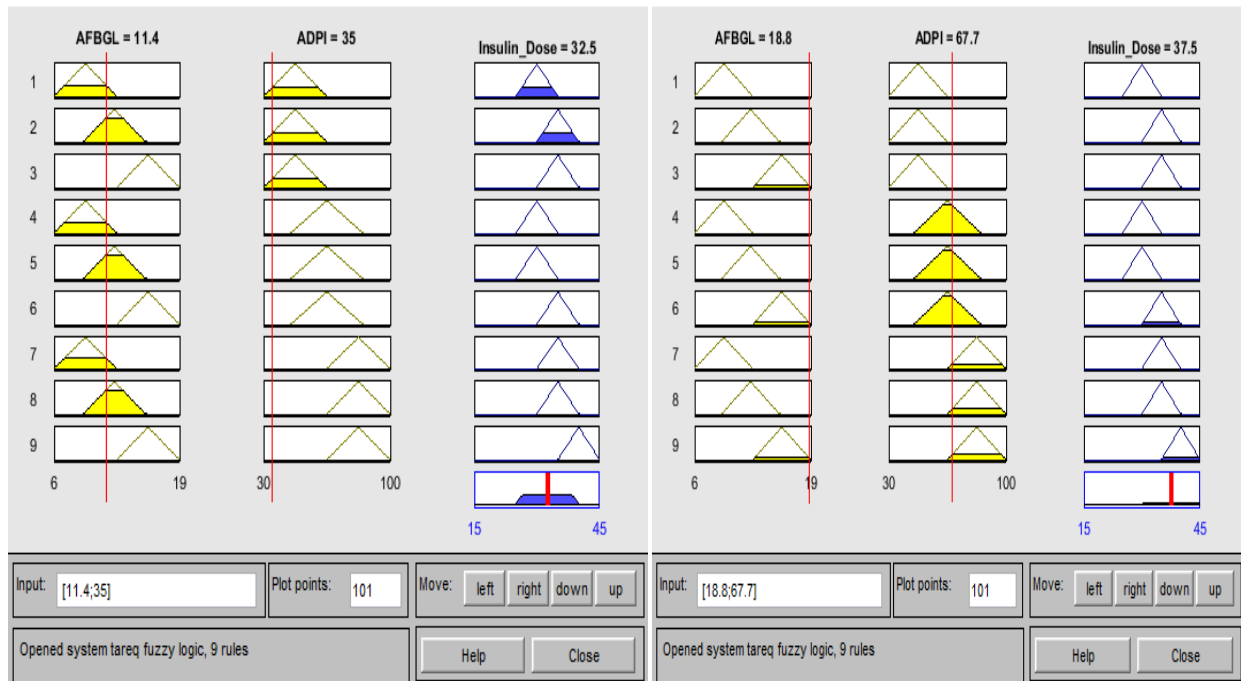 AFBGL = 11.4 ADPI = 35 Insulin_Dose = 32.5
1
2
3
4
5
6
7
8
9
6 19 30 100
15 45
Input: [11.4;35] Plot points: 101 Move: left right down up
Opened system tareq fuzzy logic, 9 rules Help Close
AFBGL = 18.8 ADPI = 67.7 Insulin_Dose = 37.5
1
2
3
4
5
6
7
8
9
6 19 30 100
15 45
Input: [18.8;67.7] Plot points: 101 Move: left right down up
Opened system tareq fuzzy logic, 9 rules Help Close